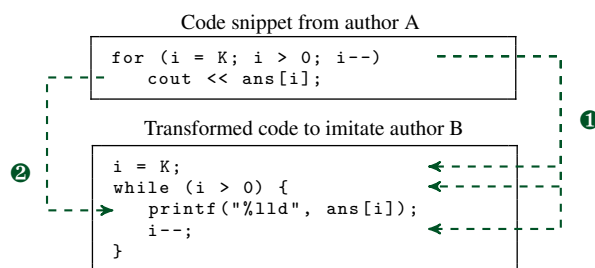 Code snippet from author A
for (i = K; i > 0; i--)
cout << ans[i];
❶
Transformed code to imitate author B
❷
i = K;
while (i > 0) {
printf("%lld", ans[i]);
i--;
}